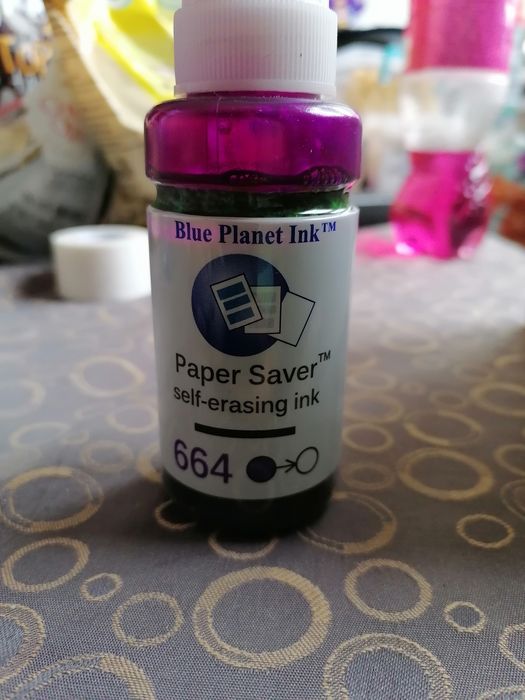 Blue Planet Ink™
Paper Saver™
self-erasing ink
664